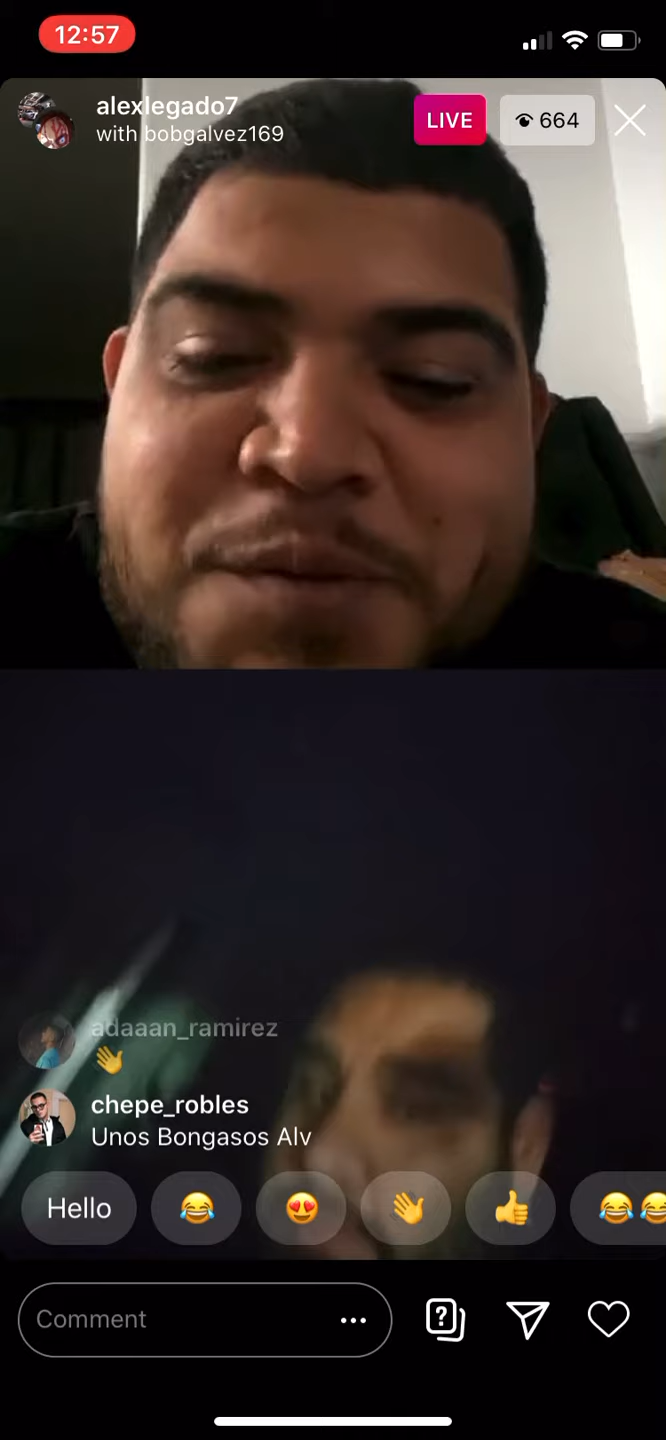 12:57
alexlegado7
with bobgalvez169
LIVE
664
adaaan_ramirez
👋
chepe_robles
Unos Bongasos Alv
Hello
😂
😍
👋
👍
😂😂
Comment